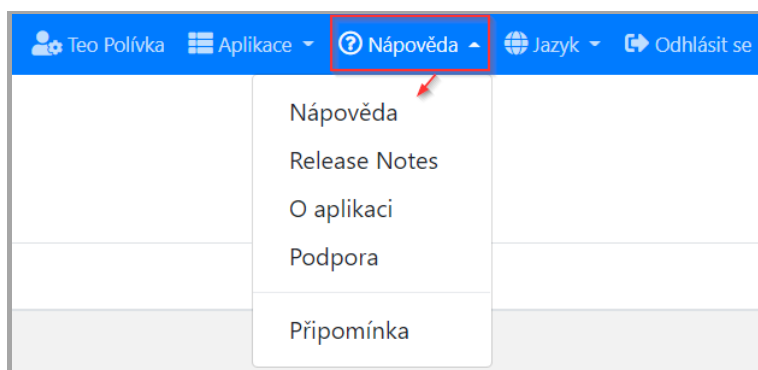 Teo Polívka Aplikace Nápověda Jazyk Odhlásit se
Nápověda
Release Notes
O aplikaci
Podpora
Připomínka